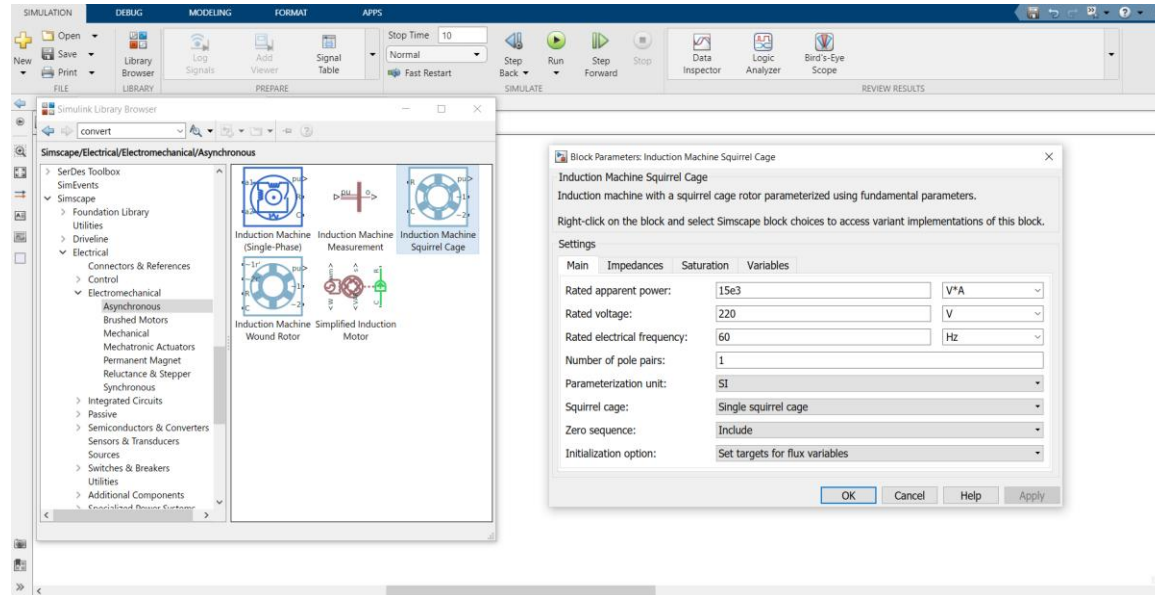 SIMULATION DEBUG MODELING FORMAT APPS
New
Open
Save
Print
FILE
Library Browser
LIBRARY
Log Signals
Add Viewer
Signal Table
PREPARE
Stop Time 10
Normal
Fast Restart
Step Back
Run
Step Forward
Stop
SIMULATE
Data Inspector
Logic Analyzer
Bird's-Eye Scope
REVIEW RESULTS
Simulink Library Browser
convert
Simscape/Electrical/Electromechanical/Asynchronous
SerDes Toolbox
SimEvents
Simscape
Foundation Library
Utilities
Driveline
Electrical
Connectors & References
Control
Electromechanical
Asynchronous
Brushed Motors
Mechanical
Mechatronic Actuators
Permanent Magnet
Reluctance & Stepper
Synchronous
Integrated Circuits
Passive
Semiconductors & Converters
Sensors & Transducers
Sources
Switches & Breakers
Utilities
Additional Components
Specialized Power Systems
Induction Machine
(Single-Phase)
Induction Machine
Measurement
Induction Machine
Squirrel Cage
Induction Machine
Wound Rotor
Simplified Induction
Motor
Block Parameters: Induction Machine Squirrel Cage
Induction Machine Squirrel Cage
Induction machine with a squirrel cage rotor parameterized using fundamental parameters.
Right-click on the block and select Simscape block choices to access variant implementations of this block.
Settings
Main Impedances Saturation Variables
Rated apparent power: 15e3 V*A
Rated voltage: 220 V
Rated electrical frequency: 60 Hz
Number of pole pairs: 1
Parameterization unit: SI
Squirrel cage: Single squirrel cage
Zero sequence: Include
Initialization option: Set targets for flux variables
OK Cancel Help Apply